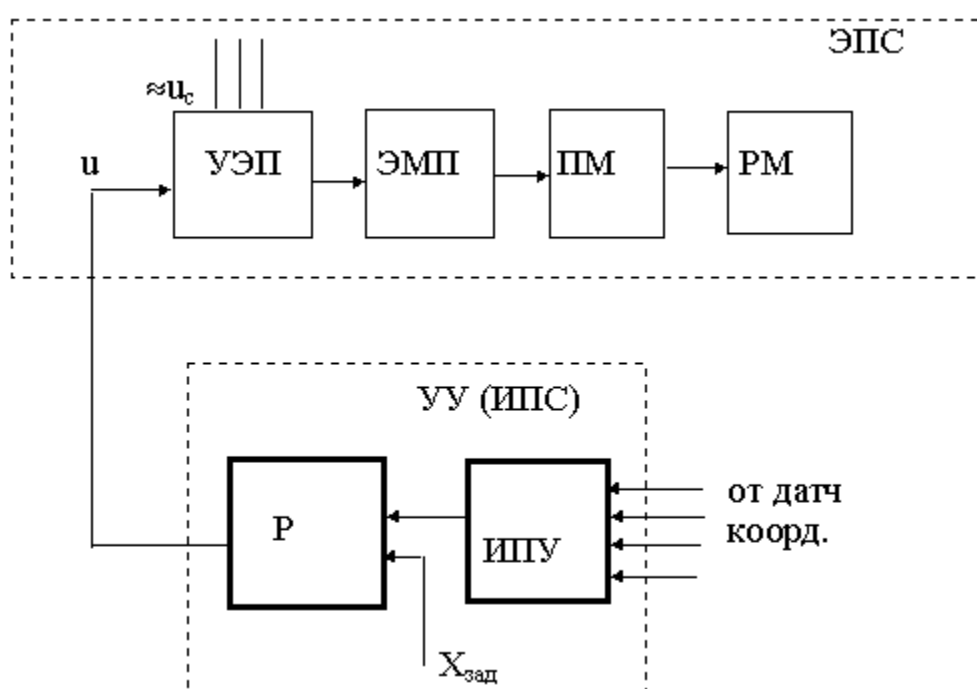 ЭПС
≈uс
u
УЭП
ЭМП
ПМ
РМ
УУ (ИПС)
Р
ИПУ
от датч
коорд.
Хзад